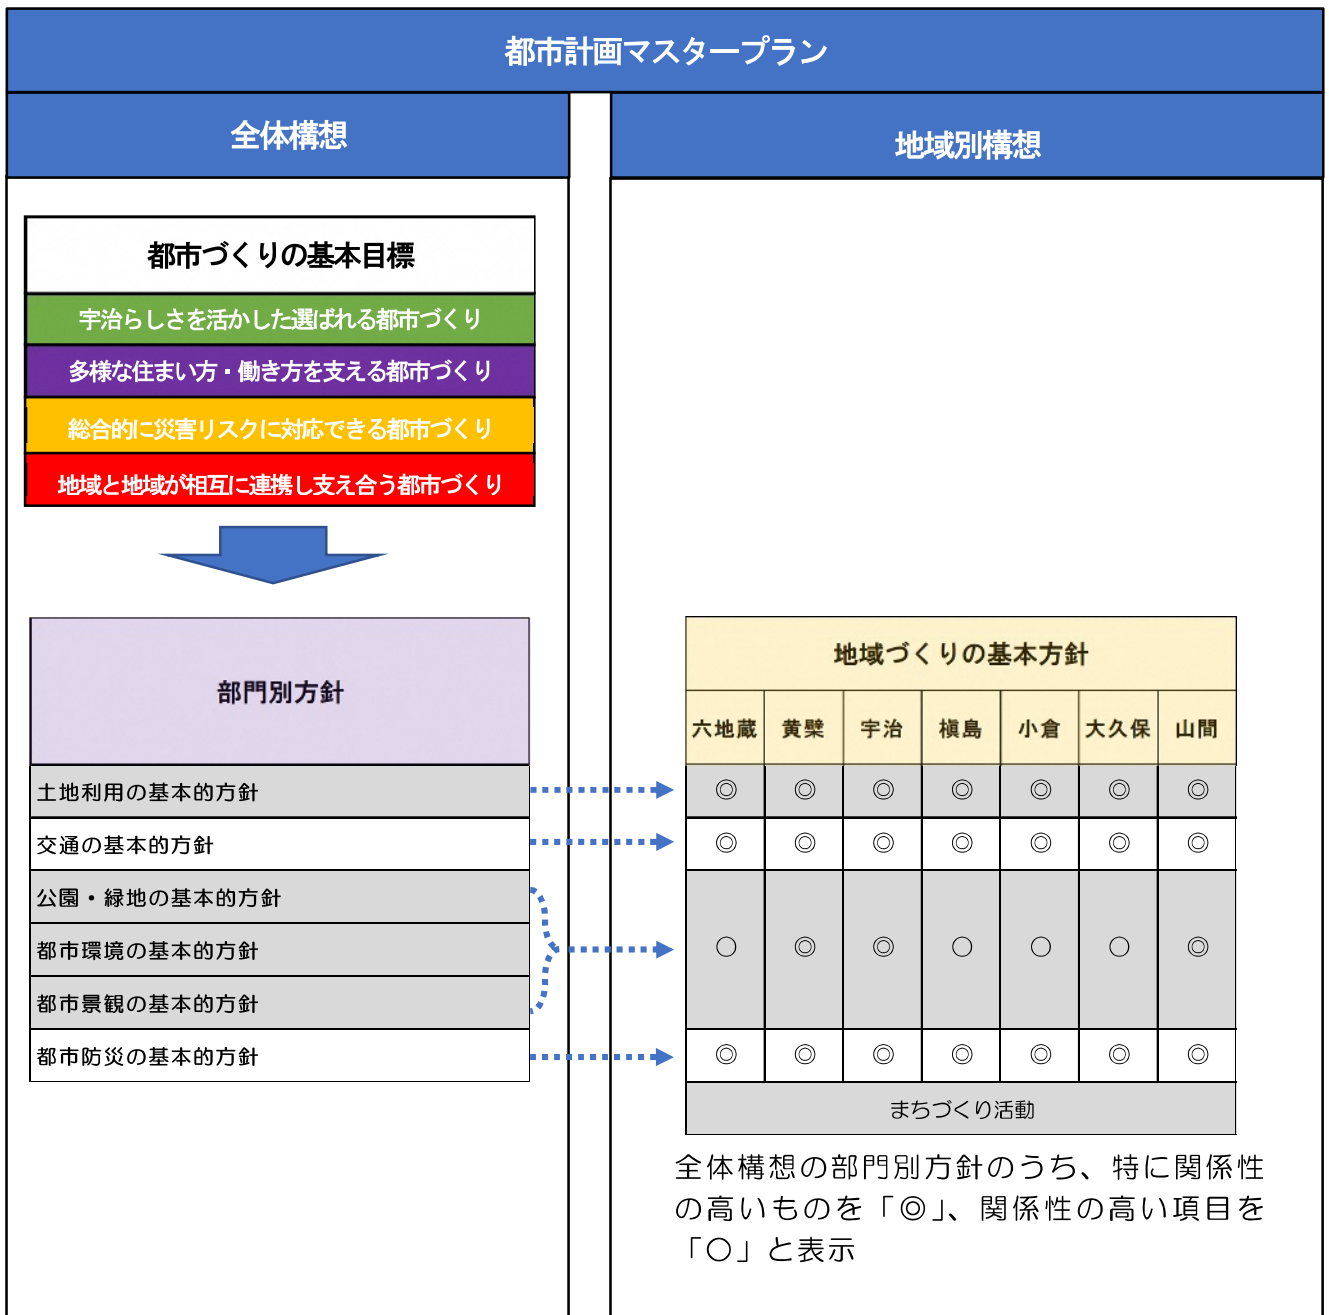 都市計画マスタープラン
全体構想
地域別構想
都市づくりの基本目標
宇治らしさを活かした選ばれる都市づくり
多様な住まい方・働き方を支える都市づくり
総合的に災害リスクに対応できる都市づくり
地域と地域が相互に連携し支え合う都市づくり
部門別方針
土地利用の基本的方針
交通の基本的方針
公園・緑地の基本的方針
都市環境の基本的方針
都市景観の基本的方針
都市防災の基本的方針
地域づくりの基本方針
六地蔵 黄檗 宇治 槇島 小倉 大久保 山間
◎ ◎ ◎ ◎ ◎ ◎ ◎
◎ ◎ ◎ ◎ ◎ ◎ ◎
○ ◎ ◎ ○ ○ ○ ◎
◎ ◎ ◎ ◎ ◎ ◎ ◎
まちづくり活動
全体構想の部門別方針のうち、特に関係性
の高いものを「◎」、関係性の高い項目を
「○」と表示